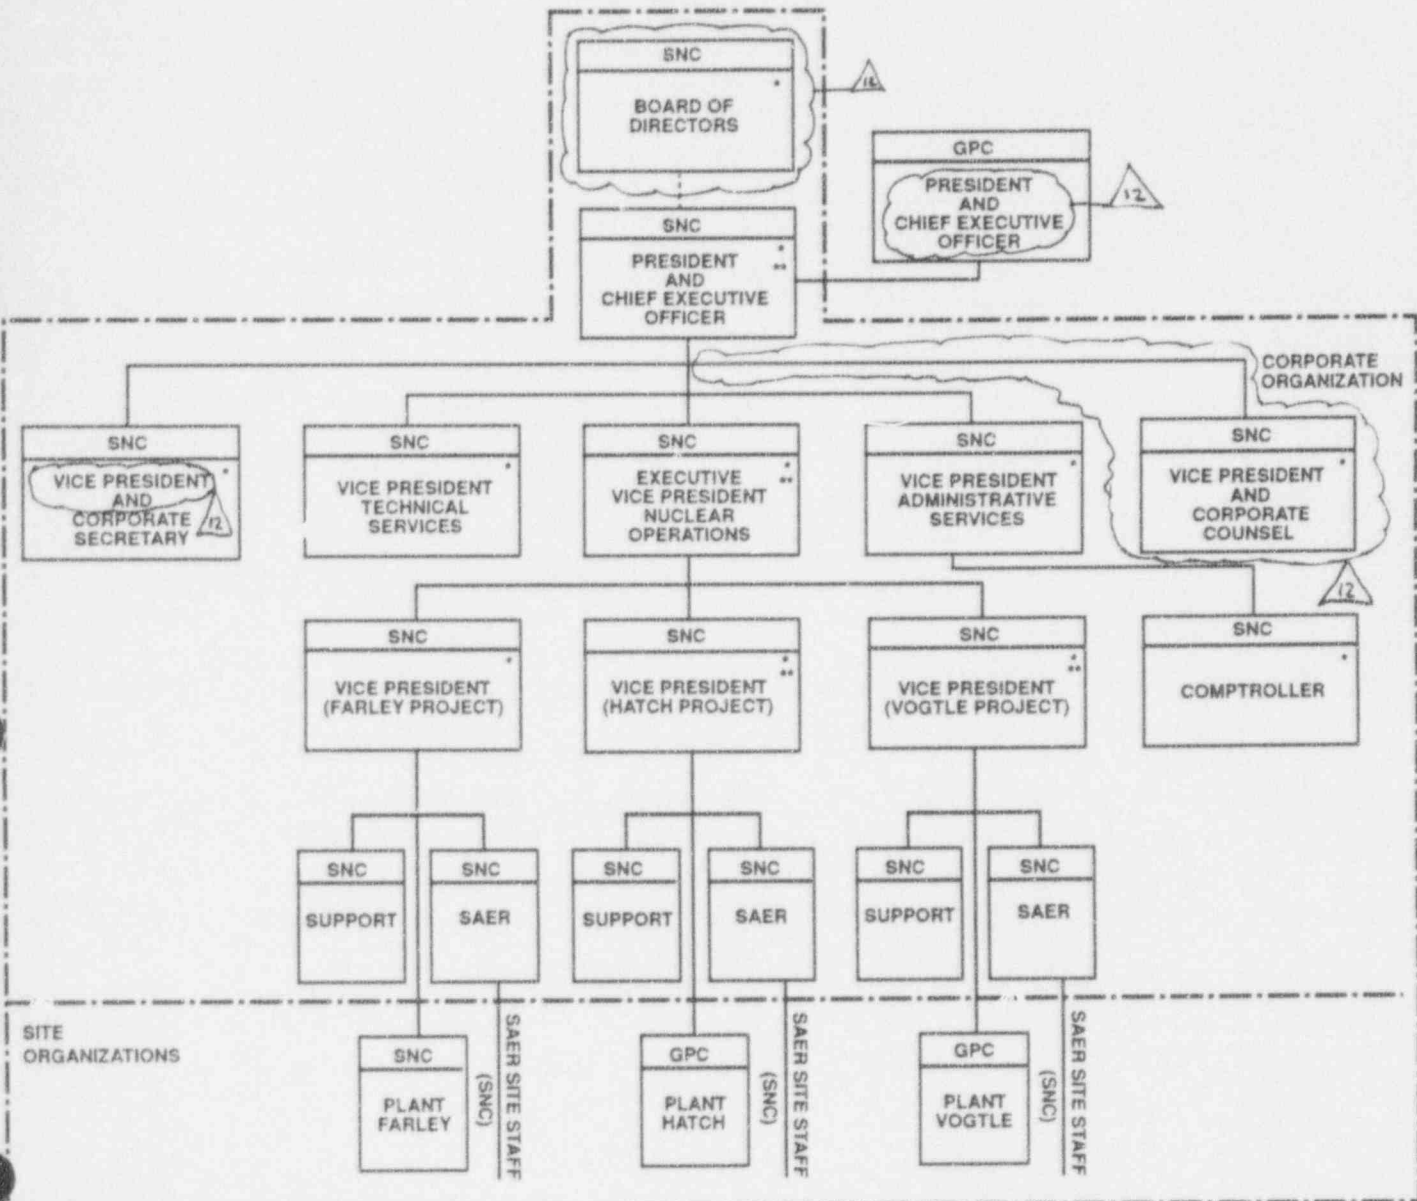 SNC
*
BOARD OF
DIRECTORS
12
GPC
PRESIDENT
AND
CHIEF EXECUTIVE
OFFICER
12
SNC
*
**
PRESIDENT
AND
CHIEF EXECUTIVE
OFFICER
CORPORATE
ORGANIZATION
SNC
*
VICE PRESIDENT
AND
CORPORATE
SECRETARY
12
SNC
*
VICE PRESIDENT
TECHNICAL
SERVICES
SNC
*
**
EXECUTIVE
VICE PRESIDENT
NUCLEAR
OPERATIONS
SNC
*
VICE PRESIDENT
ADMINISTRATIVE
SERVICES
SNC
*
VICE PRESIDENT
AND
CORPORATE
COUNSEL
12
SNC
*
VICE PRESIDENT
(FARLEY PROJECT)
SNC
*
**
VICE PRESIDENT
(HATCH PROJECT)
SNC
*
**
VICE PRESIDENT
(VOGTLE PROJECT)
SNC
*
COMPTROLLER
SNC
SUPPORT
SNC
SAER
SNC
SUPPORT
SNC
SAER
SNC
SUPPORT
SNC
SAER
SITE
ORGANIZATIONS
SNC
PLANT
FARLEY
SAER SITE STAFF
(SNC)
GPC
PLANT
HATCH
SAER SITE STAFF
(SNC)
GPC
PLANT
VOGTLE
SAER SITE STAFF
(SNC)